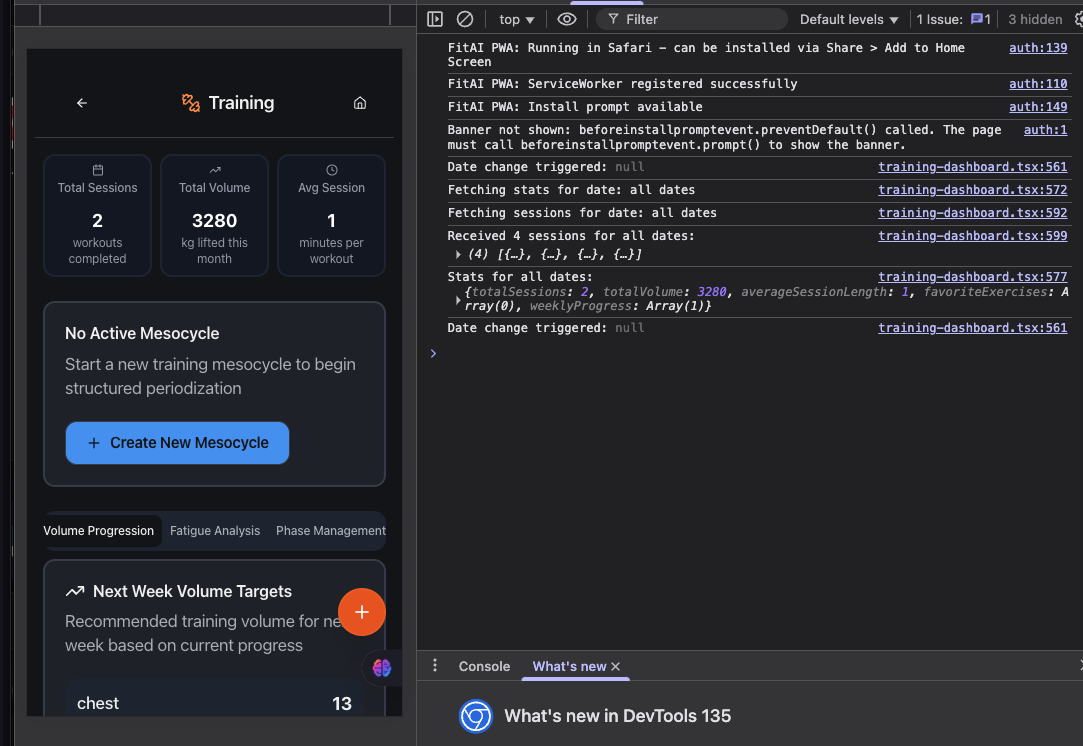 top
Filter
Default levels
1 Issue:
1
3 hidden
Training
Total Sessions
2
workouts
completed
Total Volume
3280
kg lifted this
month
Avg Session
1
minutes per
workout
No Active Mesocycle
Start a new training mesocycle to begin
structured periodization
+ Create New Mesocycle
Volume Progression
Fatigue Analysis
Phase Management
Next Week Volume Targets
Recommended training volume for ne
week based on current progress
+
chest
13
FitAI PWA: Running in Safari – can be installed via Share > Add to Home auth:139
Screen
FitAI PWA: ServiceWorker registered successfully auth:110
FitAI PWA: Install prompt available auth:149
Banner not shown: beforeinstallpromptevent.preventDefault() called. The page auth:1
must call beforeinstallpromptevent.prompt() to show the banner.
Date change triggered: null training-dashboard.tsx:561
Fetching stats for date: all dates training-dashboard.tsx:572
Fetching sessions for date: all dates training-dashboard.tsx:592
Received 4 sessions for all dates: training-dashboard.tsx:599
(4) [{…}, {…}, {…}, {…}]
Stats for all dates: training-dashboard.tsx:577
{totalSessions: 2, totalVolume: 3280, averageSessionLength: 1, favoriteExercises: A
rray(0), weeklyProgress: Array(1)}
Date change triggered: null training-dashboard.tsx:561
Console
What's new
What's new in DevTools 135